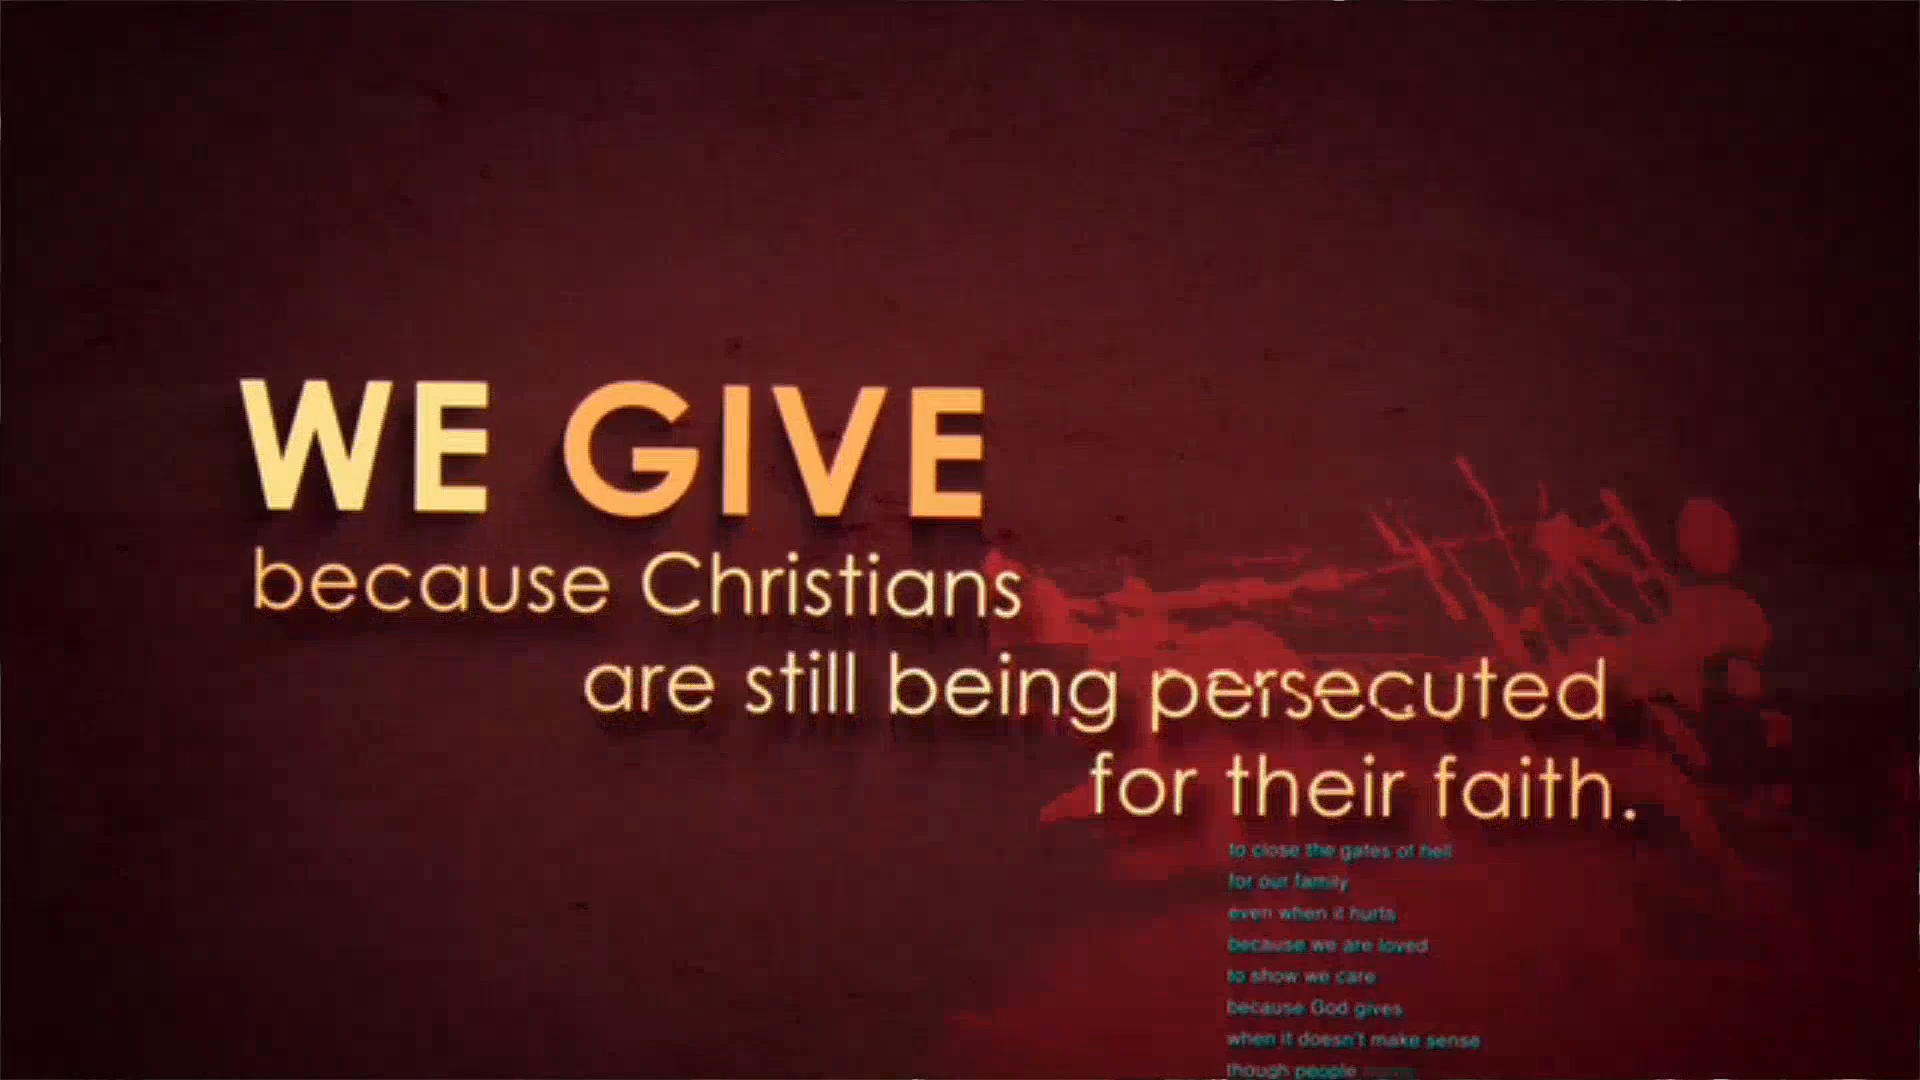 WE GIVE
because Christians
are still being persecuted
for their faith.
to close the gates of hell
for our family
even when it hurts
because we are loved
to show we care
because God gives
when it doesn't make sense
though people